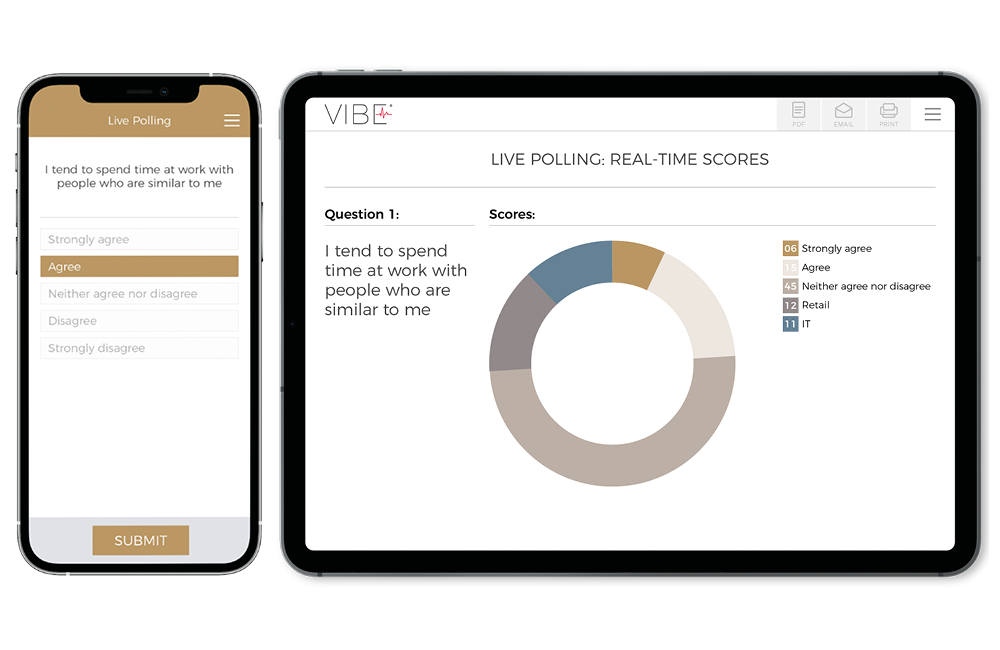 Live Polling
I tend to spend time at work with
people who are similar to me
Strongly agree
Agree
Neither agree nor disagree
Disagree
Strongly disagree
SUBMIT
VIBE+
PDF
EMAIL
PRINT
LIVE POLLING: REAL-TIME SCORES
Question 1:
I tend to spend
time at work with
people who are
similar to me
Scores:
06 Strongly agree
15 Agree
45 Neither agree nor disagree
12 Retail
11 IT